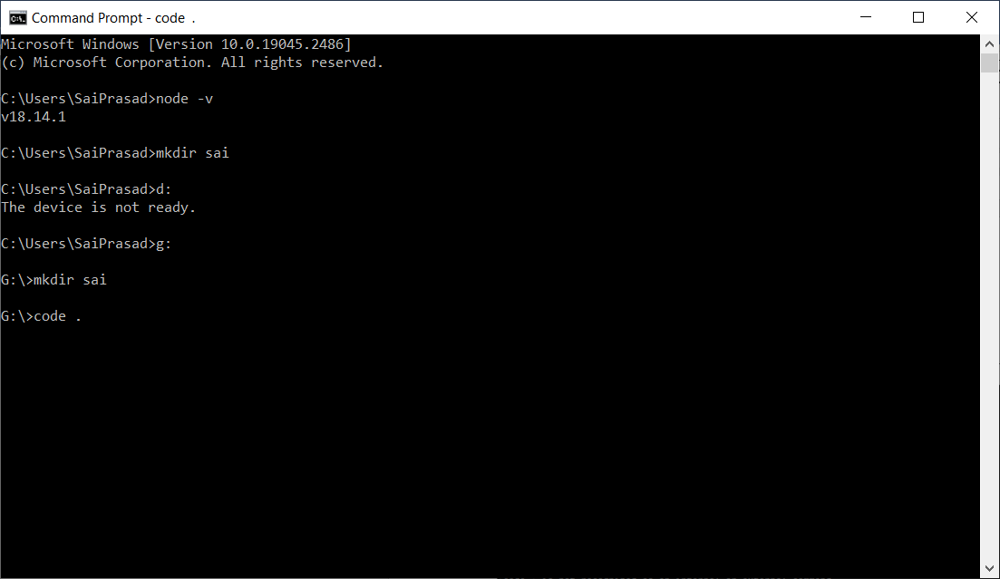 Command Prompt - code  .
Microsoft Windows [Version 10.0.19045.2486]
(c) Microsoft Corporation. All rights reserved.
C:\Users\SaiPrasad>node -v
v18.14.1
C:\Users\SaiPrasad>mkdir sai
C:\Users\SaiPrasad>d:
The device is not ready.
C:\Users\SaiPrasad>g:
G:\>mkdir sai
G:\>code .